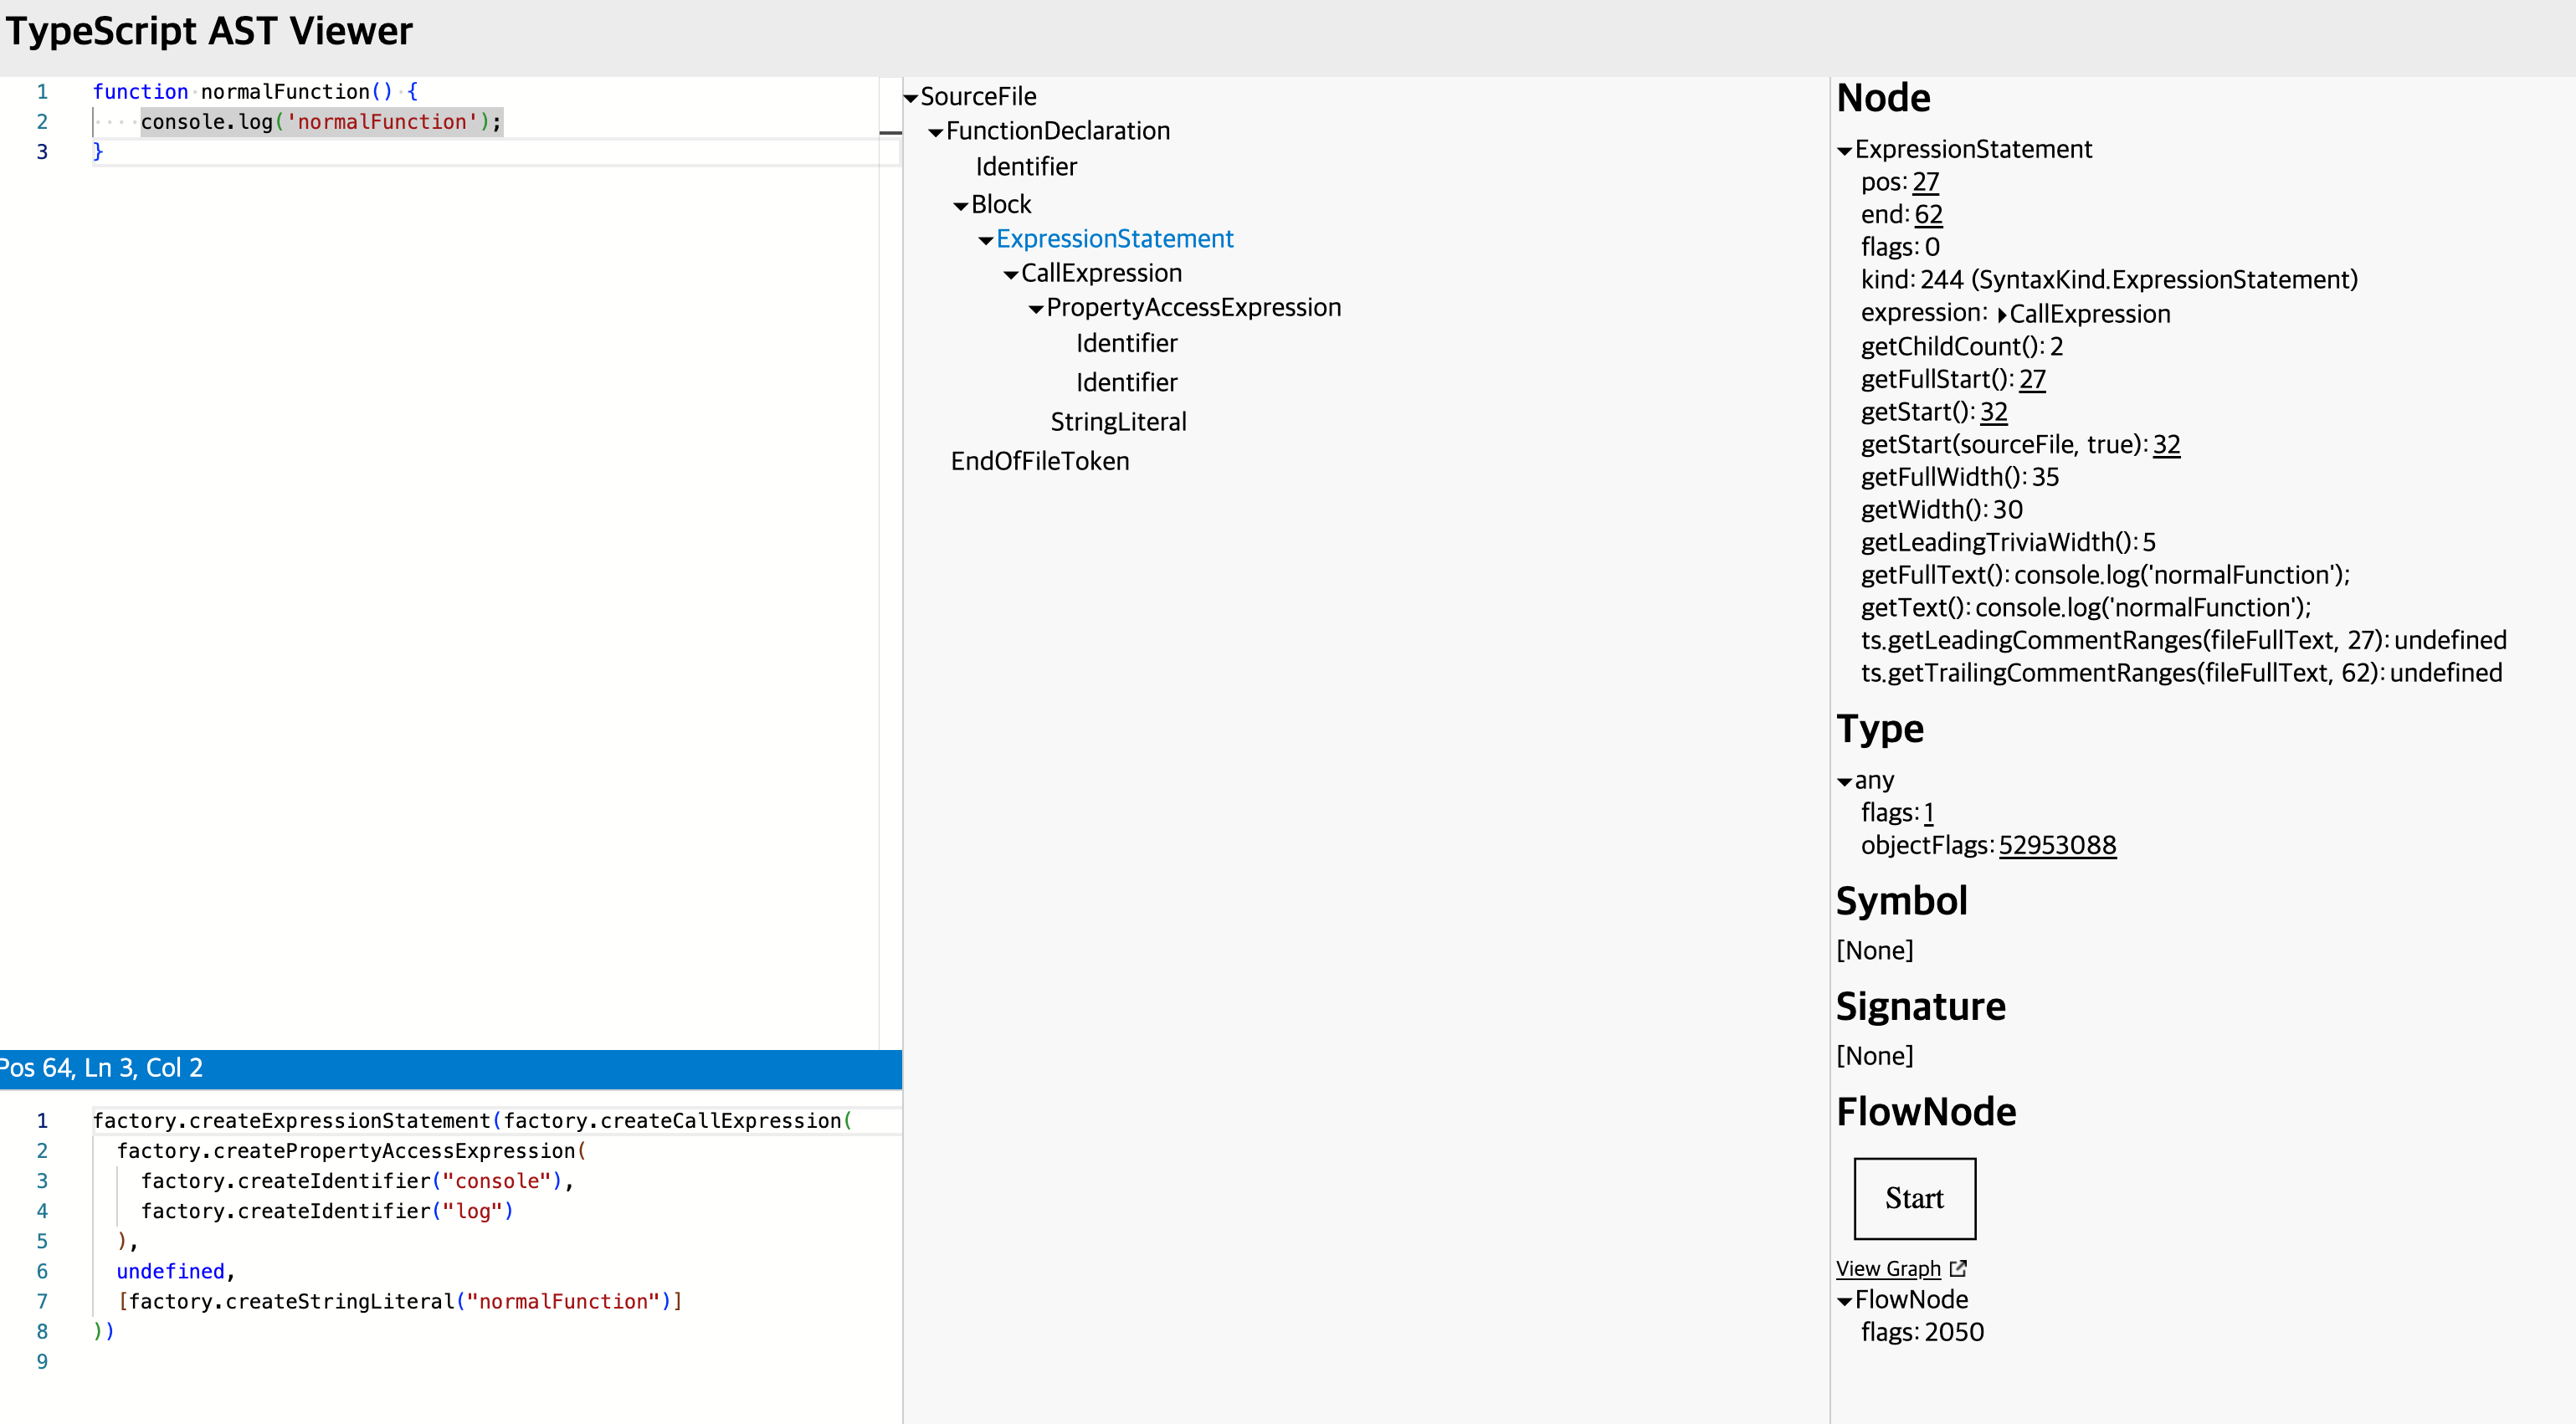 TypeScript AST Viewer
1 function normalFunction() {
2 console.log('normalFunction');
3 }
Pos 64, Ln 3, Col 2
1 factory.createExpressionStatement(factory.createCallExpression(
2 factory.createPropertyAccessExpression(
3 factory.createIdentifier("console"),
4 factory.createIdentifier("log")
5 ),
6 undefined,
7 [factory.createStringLiteral("normalFunction")]
8 ))
9
SourceFile
FunctionDeclaration
Identifier
Block
ExpressionStatement
CallExpression
PropertyAccessExpression
Identifier
Identifier
StringLiteral
EndOfFileToken
Node
ExpressionStatement
pos: 27
end: 62
flags: 0
kind: 244 (SyntaxKind.ExpressionStatement)
expression: CallExpression
getChildCount(): 2
getFullStart(): 27
getStart(): 32
getStart(sourceFile, true): 32
getFullWidth(): 35
getWidth(): 30
getLeadingTriviaWidth(): 5
getFullText(): console.log('normalFunction');
getText(): console.log('normalFunction');
ts.getLeadingCommentRanges(fileFullText, 27): undefined
ts.getTrailingCommentRanges(fileFullText, 62): undefined
Type
any
flags: 1
objectFlags: 52953088
Symbol
[None]
Signature
[None]
FlowNode
Start
View Graph
FlowNode
flags: 2050